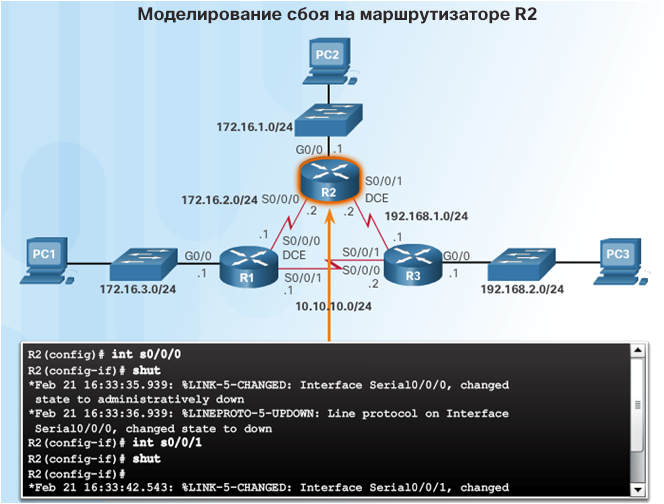 Моделирование сбоя на маршрутизаторе R2
PC2
172.16.1.0/24
G0/0
.1
R2
S0/0/1
DCE
172.16.2.0/24
S0/0/0
.2
.2
192.168.1.0/24
.1
.1
PC1
G0/0
.1
S0/0/0
DCE
R1
S0/0/1
.1
S0/0/1
S0/0/0
.2
R3
G0/0
.1
PC3
172.16.3.0/24
10.10.10.0/24
192.168.2.0/24
R2(config)# int s0/0/0
R2(config-if)# shut
*Feb 21 16:33:35.939: %LINK-5-CHANGED: Interface Serial0/0/0, changed
state to administratively down
*Feb 21 16:33:36.939: %LINEPROTO-5-UPDOWN: Line protocol on Interface
Serial0/0/0, changed state to down
R2(config-if)# int s0/0/1
R2(config-if)# shut
R2(config-if)#
*Feb 21 16:33:42.543: %LINK-5-CHANGED: Interface Serial0/0/1, changed